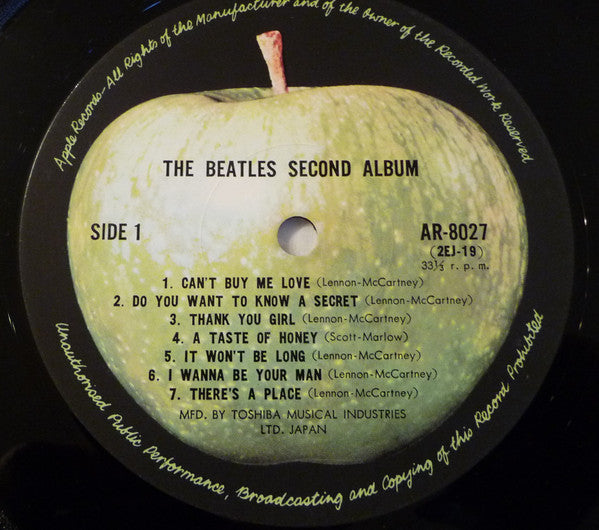 Apple Records-All Rights of the Manufacturer and of the Owner of the Recorded Work Reserved
THE BEATLES SECOND ALBUM
SIDE 1
AR-8027
(2EJ-19)
33⅓ r. p. m.
1. CAN'T BUY ME LOVE (Lennon-McCartney)
2. DO YOU WANT TO KNOW A SECRET (Lennon-McCartney)
3. THANK YOU GIRL (Lennon-McCartney)
4. A TASTE OF HONEY (Scott-Marlow)
5. IT WON'T BE LONG (Lennon-McCartney)
6. I WANNA BE YOUR MAN (Lennon-McCartney)
7. THERE'S A PLACE (Lennon-McCartney)
MFD. BY TOSHIBA MUSICAL INDUSTRIES
LTD. JAPAN
Unauthorised Public Performance, Broadcasting and Copying of this Record Prohibited